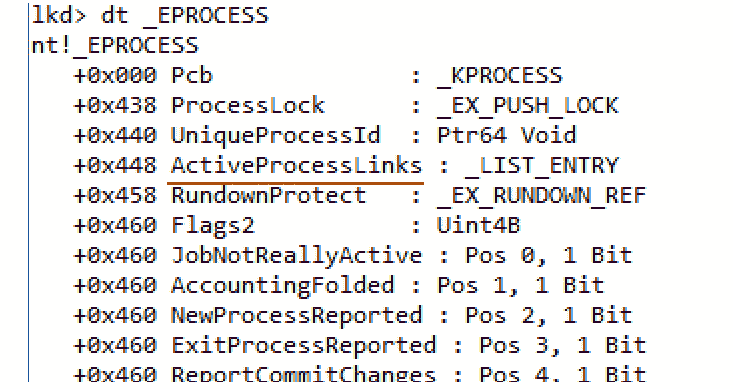 lkd> dt _EPROCESS
nt!_EPROCESS
+0x000 Pcb : _KPROCESS
+0x438 ProcessLock : _EX_PUSH_LOCK
+0x440 UniqueProcessId : Ptr64 Void
+0x448 ActiveProcessLinks : _LIST_ENTRY
+0x458 RundownProtect : _EX_RUNDOWN_REF
+0x460 Flags2 : Uint4B
+0x460 JobNotReallyActive : Pos 0, 1 Bit
+0x460 AccountingFolded : Pos 1, 1 Bit
+0x460 NewProcessReported : Pos 2, 1 Bit
+0x460 ExitProcessReported : Pos 3, 1 Bit
+0x460 ReportCommitChanges : Pos 4, 1 Bit